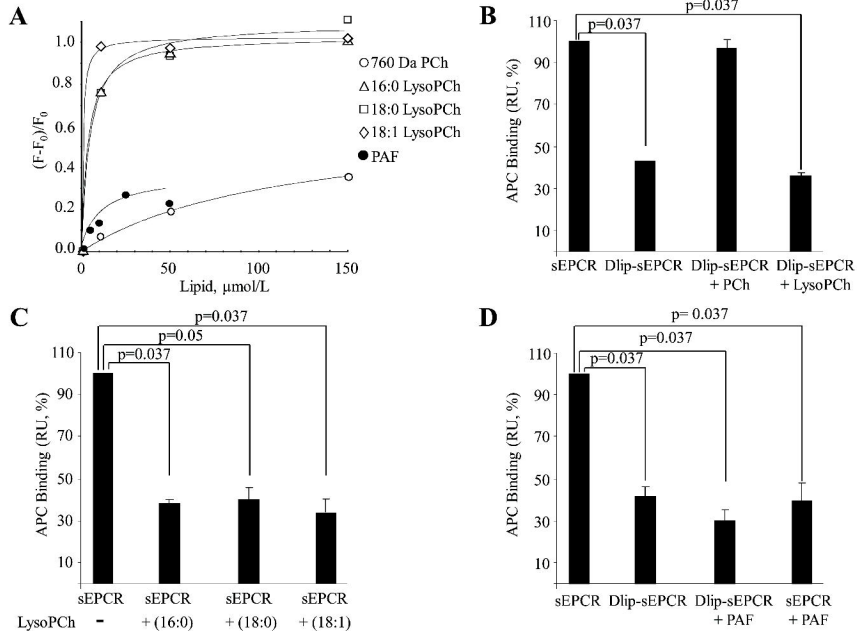 A
(F-F0)/F0
1.0
0.8
0.6
0.4
0.2
0.0
0
50
100
150
Lipid, µmol/L
760 Da PCh
16:0 LysoPCh
18:0 LysoPCh
18:1 LysoPCh
PAF
B
p=0.037
p=0.037
APC Binding (RU, %)
110
90
70
50
30
10
sEPCR
Dlip-sEPCR
Dlip-sEPCR
+ PCh
Dlip-sEPCR
+ LysoPCh
C
p=0.037
p=0.05
p=0.037
APC Binding (RU, %)
110
90
70
50
30
10
sEPCR
sEPCR
sEPCR
sEPCR
LysoPCh - + (16:0) + (18:0) + (18:1)
D
p= 0.037
p=0.037
p=0.037
APC Binding (RU, %)
110
90
70
50
30
10
sEPCR
Dlip-sEPCR
Dlip-sEPCR
+ PAF
sEPCR
+ PAF